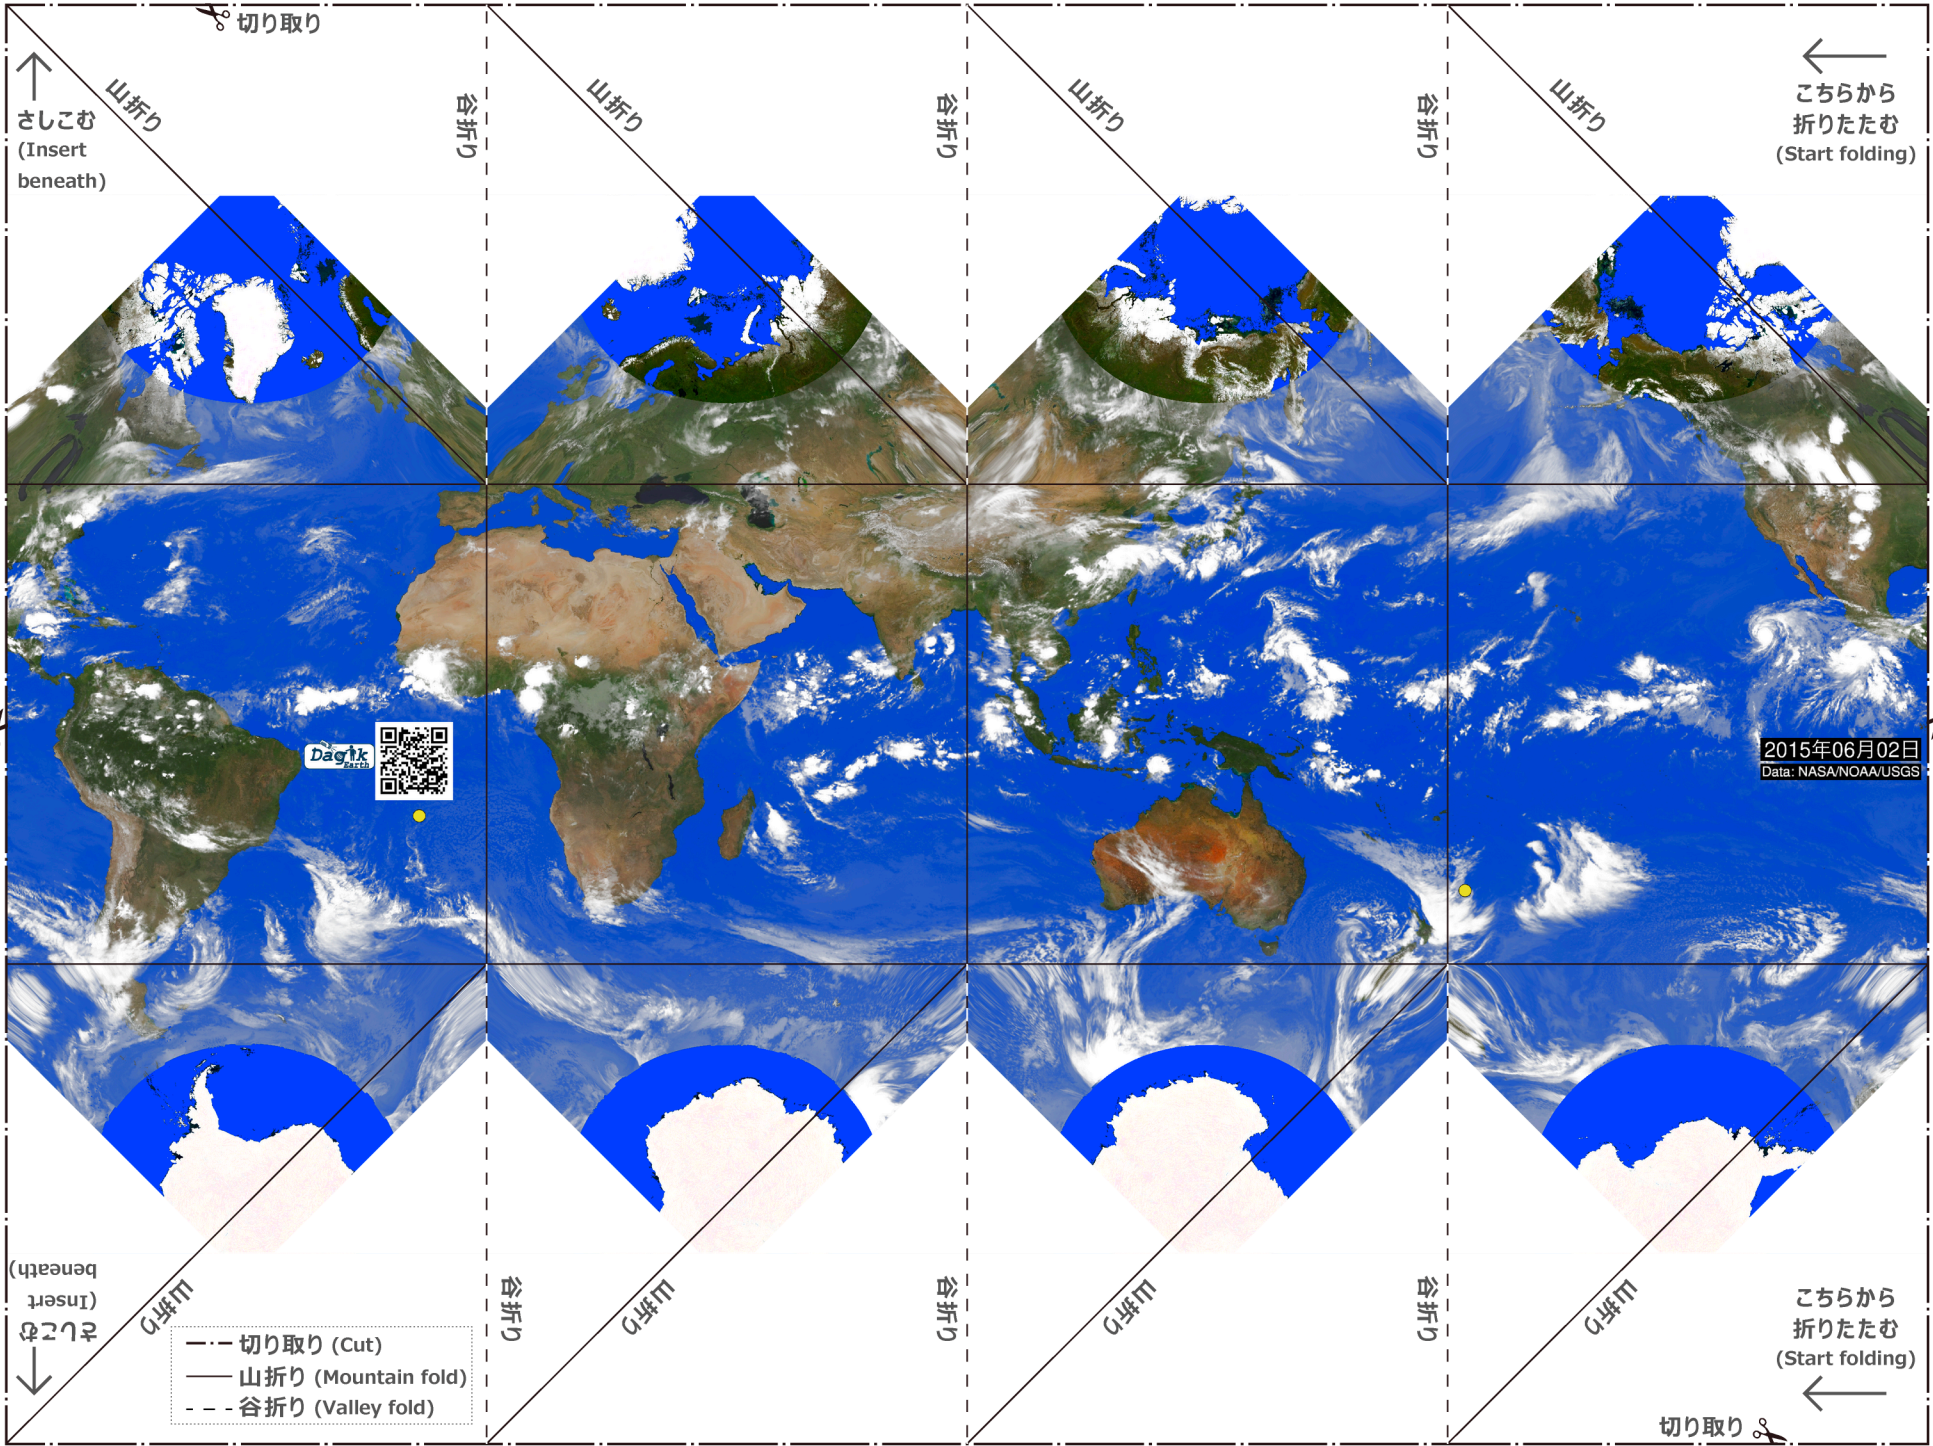 切り取り
山折り
谷折り
山折り
谷折り
山折り
谷折り
山折り
こちらから
折りたたむ
(Start folding)
さしこむ
(Insert
beneath)
Dagik
Earth
2015年06月02日
Data: NASA/NOAA/USGS
さしこむ
(Insert
beneath)
山折り
谷折り
山折り
谷折り
山折り
谷折り
山折り
こちらから
折りたたむ
(Start folding)
切り取り (Cut)
山折り (Mountain fold)
谷折り (Valley fold)
切り取り